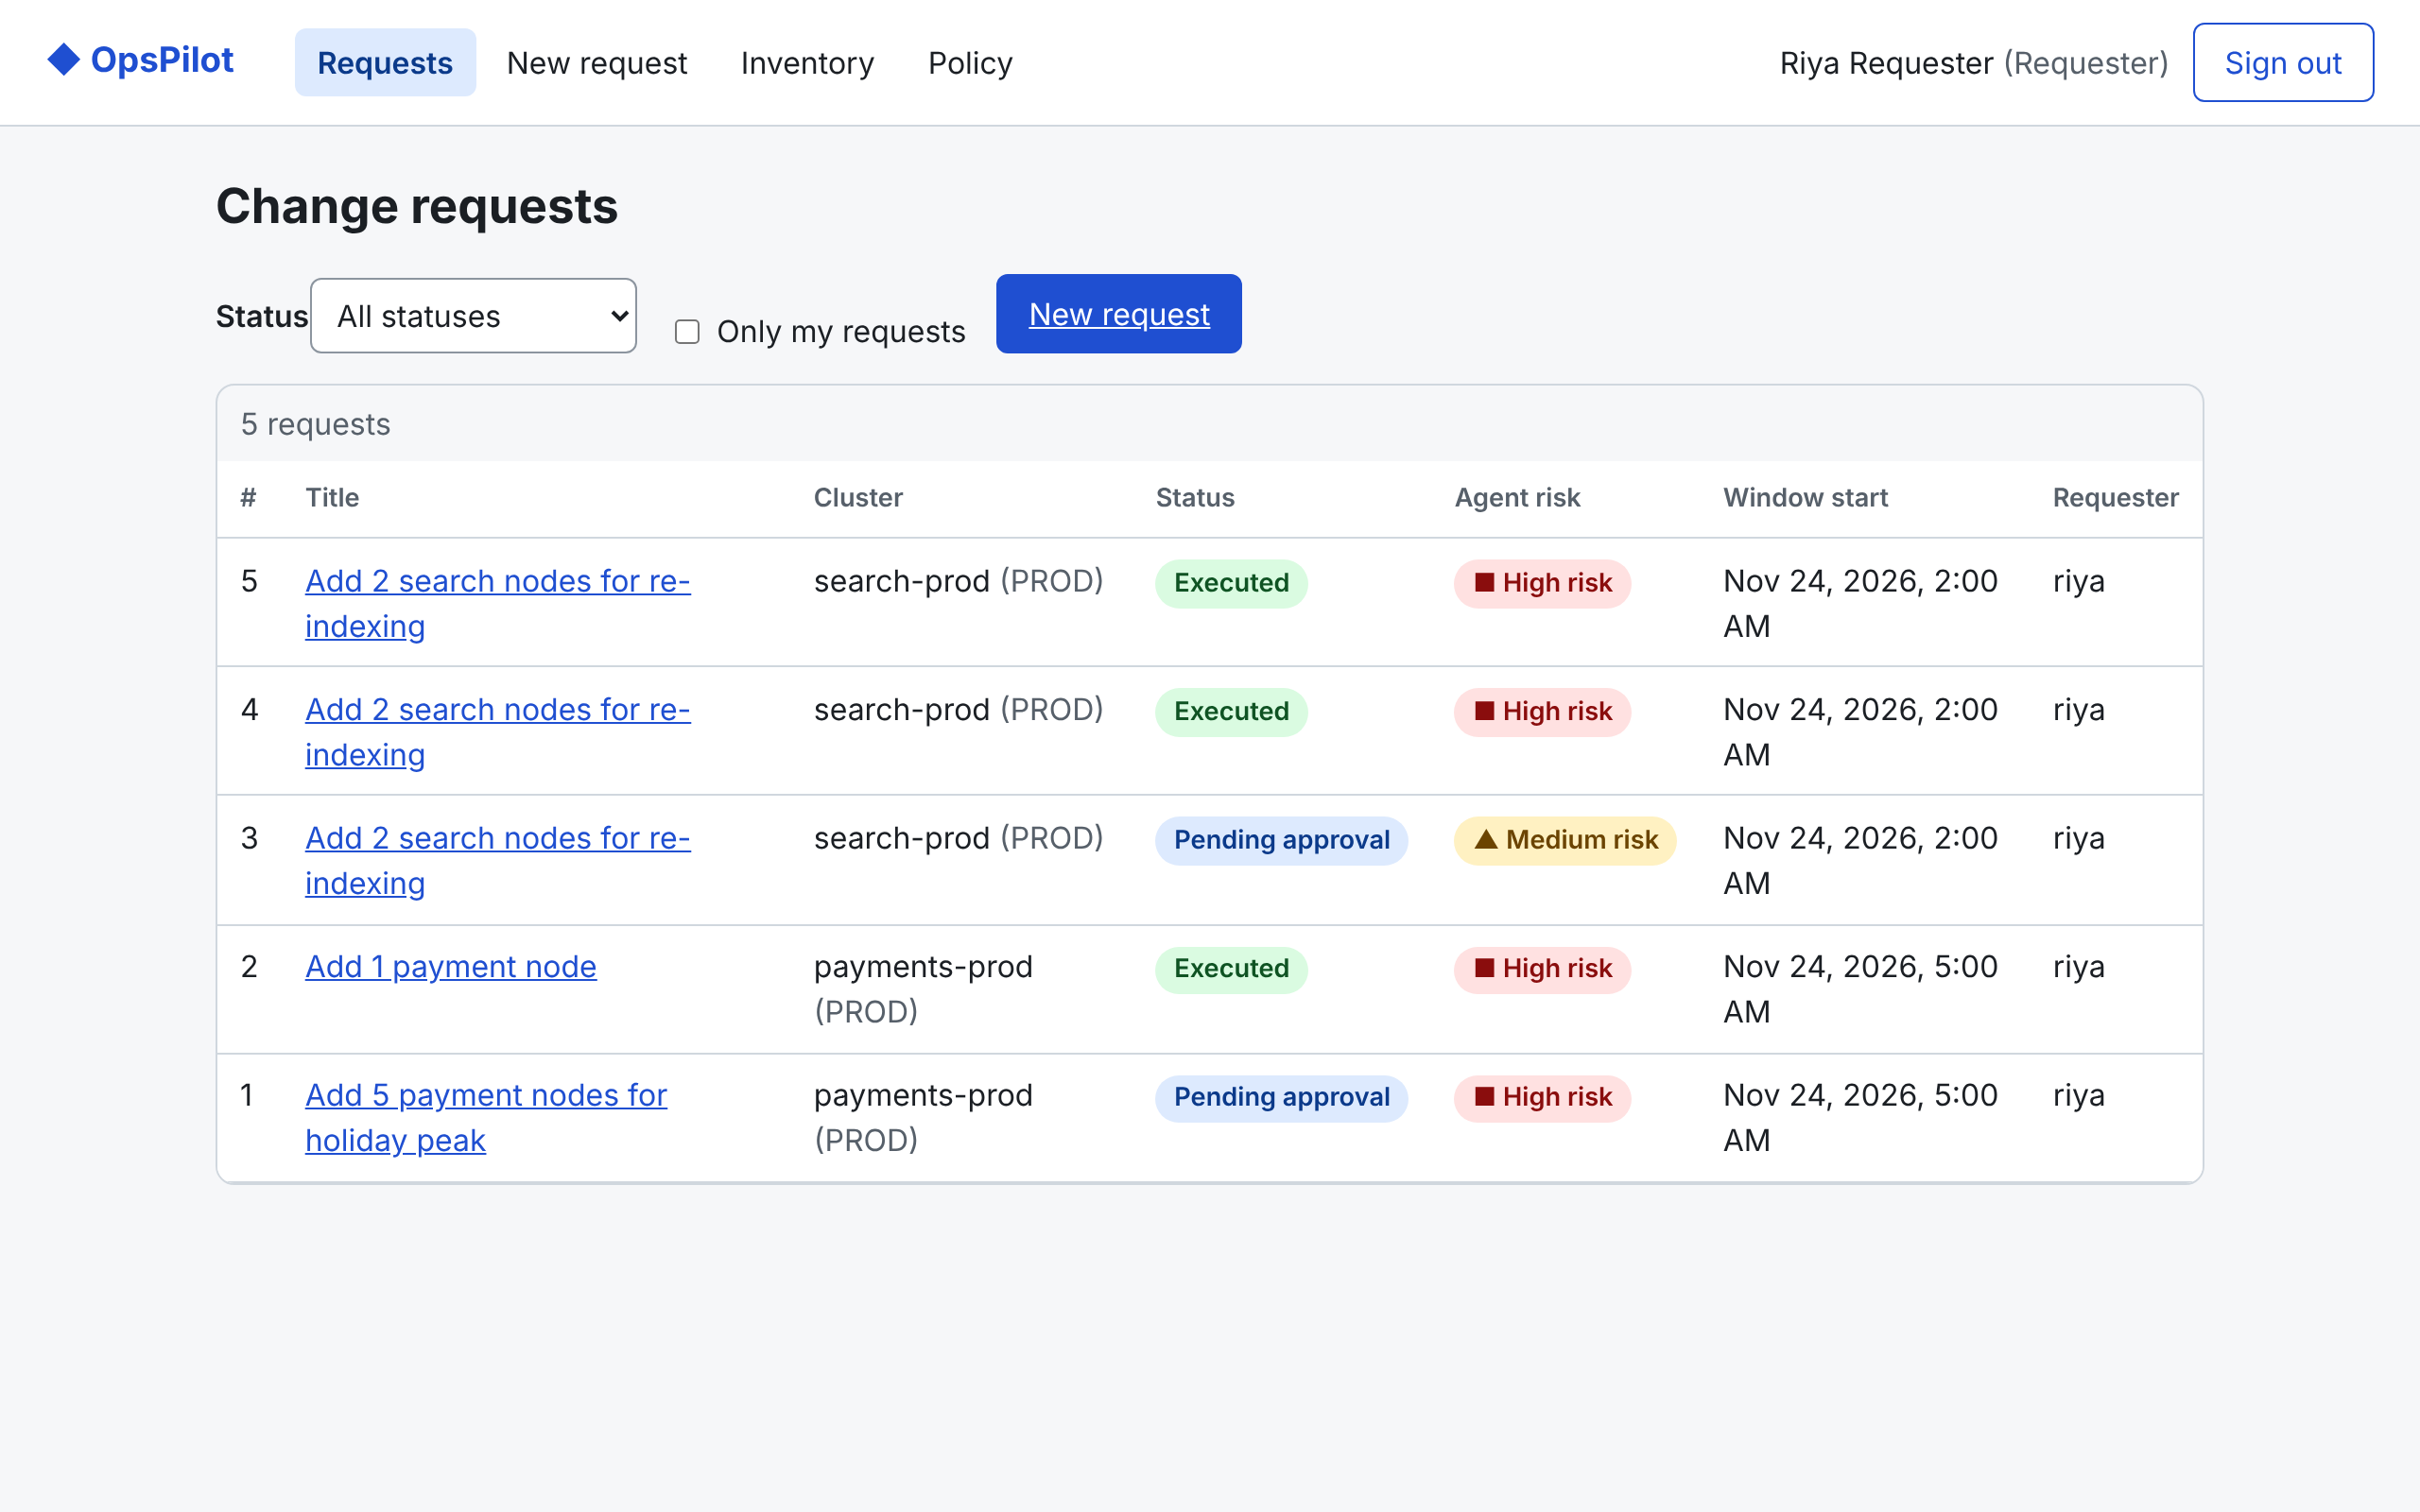 OpsPilot
Requests
New request
Inventory
Policy
Riya Requester (Requester)
Sign out
Change requests
Status
All statuses
Only my requests
New request
5 requests
# Title Cluster Status Agent risk Window start Requester
5 Add 2 search nodes for re- search-prod (PROD) Executed High risk Nov 24, 2026, 2:00 riya
indexing AM
4 Add 2 search nodes for re- search-prod (PROD) Executed High risk Nov 24, 2026, 2:00 riya
indexing AM
3 Add 2 search nodes for re- search-prod (PROD) Pending approval Medium risk Nov 24, 2026, 2:00 riya
indexing AM
2 Add 1 payment node payments-prod Executed High risk Nov 24, 2026, 5:00 riya
(PROD) AM
1 Add 5 payment nodes for payments-prod Pending approval High risk Nov 24, 2026, 5:00 riya
holiday peak (PROD) AM